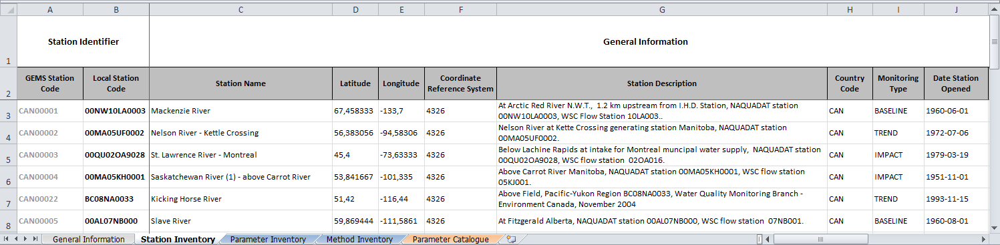 A B C D E F G H I J
1 Station Identifier General Information
2 GEMS Station Code Local Station Code Station Name Latitude Longitude Coordinate Reference System Station Description Country Code Monitoring Type Date Station Opened
3 CAN00001 00NW10LA0003 Mackenzie River 67,458333 -133,7 4326 At Arctic Red River N.W.T., 1.2 km upstream from I.H.D. Station, NAQUADAT station 00NW10LA0003, WSC Flow Station 10LA003.. CAN BASELINE 1960-06-01
4 CAN00002 00MA05UF0002 Nelson River - Kettle Crossing 56,383056 -94,58306 4326 Nelson River at Kette Crossing generating station Manitoba, NAQUADAT station 00MA05UF0002. CAN TREND 1972-07-06
5 CAN00003 00QU02OA9028 St. Lawrence River - Montreal 45,4 -73,63333 4326 Below Lachine Rapids at intake for Montreal muncipal water supply, NAQUADAT station 00QU02OA9028, WSC flow station 02OA016. CAN IMPACT 1979-03-19
6 CAN00004 00MA05KH0001 Saskatchewan River (1) - above Carrot River 53,841667 -101,335 4326 Above Carrot River Manitoba, NAQUADAT station 00MA05KH0001, WSC flow station 05KJ001. CAN IMPACT 1951-11-01
7 CAN00022 BC08NA0033 Kicking Horse River 51,42 -116,44 4326 Above Field, Pacific-Yukon Region BC08NA0033, Water Quality Monitoring Branch - Environment Canada, November 2004 CAN TREND 1993-11-15
8 CAN00005 00AL07NB000 Slave River 59,869444 -111,5861 4326 At Fitzgerald Alberta, NAQUADAT station 00AL07NB000, WSC flow station 07NB001. CAN BASELINE 1960-08-01
General Information Station Inventory Parameter Inventory Method Inventory Parameter Catalogue